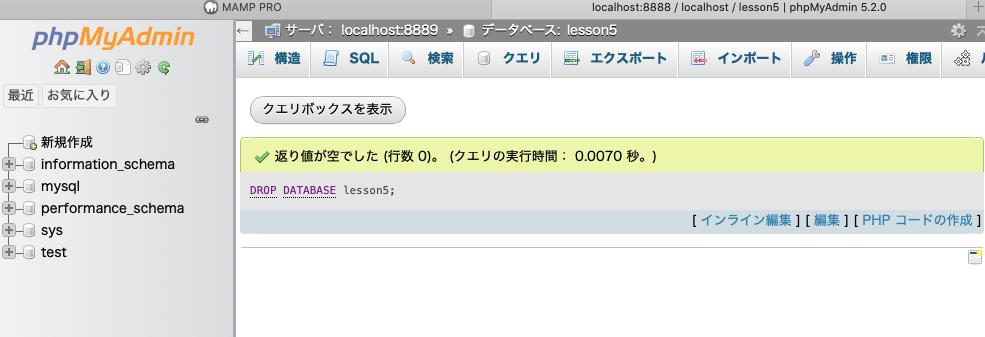 MAMP PRO
localhost:8888 / localhost / lesson5 | phpMyAdmin 5.2.0
phpMyAdmin
最近 お気に入り
新規作成
information_schema
mysql
performance_schema
sys
test
サーバ: localhost:8889 » データベース: lesson5
構造 SQL 検索 クエリ エクスポート インポート 操作 権限
クエリボックスを表示
返り値が空でした (行数 0)。 (クエリの実行時間: 0.0070 秒。)
DROP DATABASE lesson5;
[ インライン編集 ] [ 編集 ] [ PHP コードの作成 ]